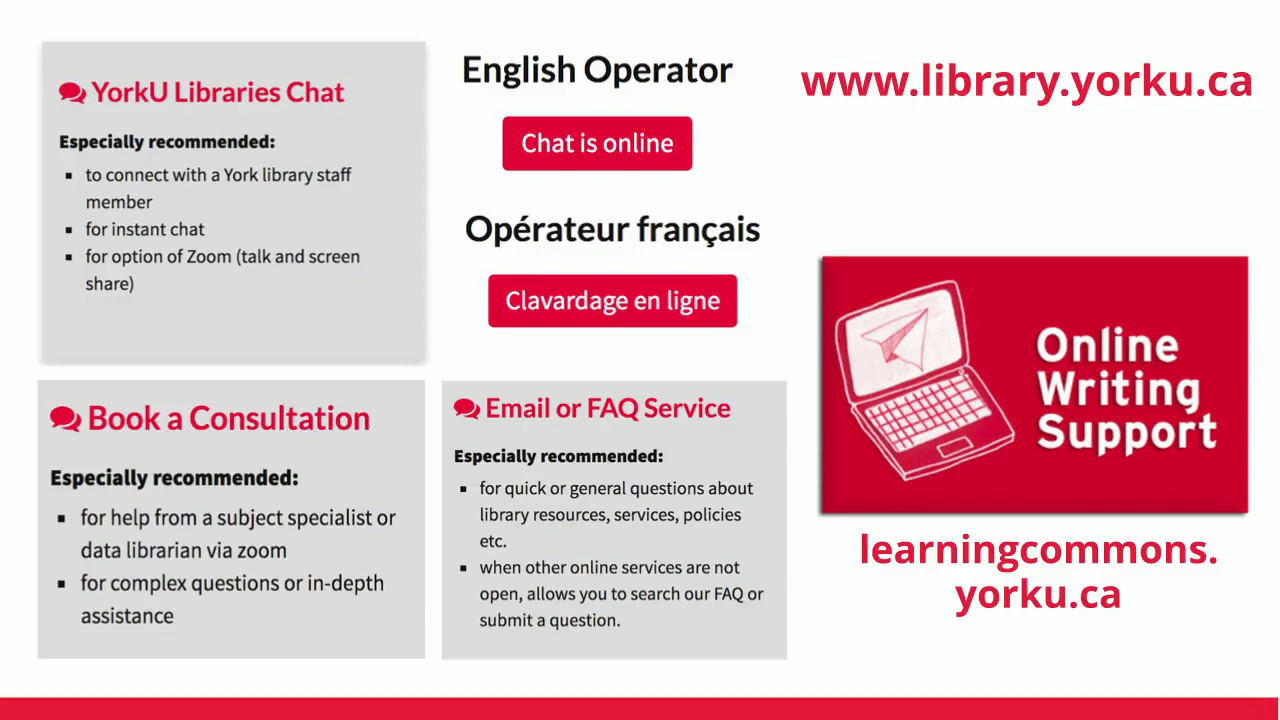 YorkU Libraries Chat
Especially recommended:
▪ to connect with a York library staff
member
▪ for instant chat
▪ for option of Zoom (talk and screen
share)
English Operator
Chat is online
Opérateur français
Clavardage en ligne
www.library.yorku.ca
Book a Consultation
Especially recommended:
▪ for help from a subject specialist or
data librarian via zoom
▪ for complex questions or in-depth
assistance
Email or FAQ Service
Especially recommended:
▪ for quick or general questions about
library resources, services, policies
etc.
▪ when other online services are not
open, allows you to search our FAQ or
submit a question.
Online
Writing
Support
learningcommons.
yorku.ca